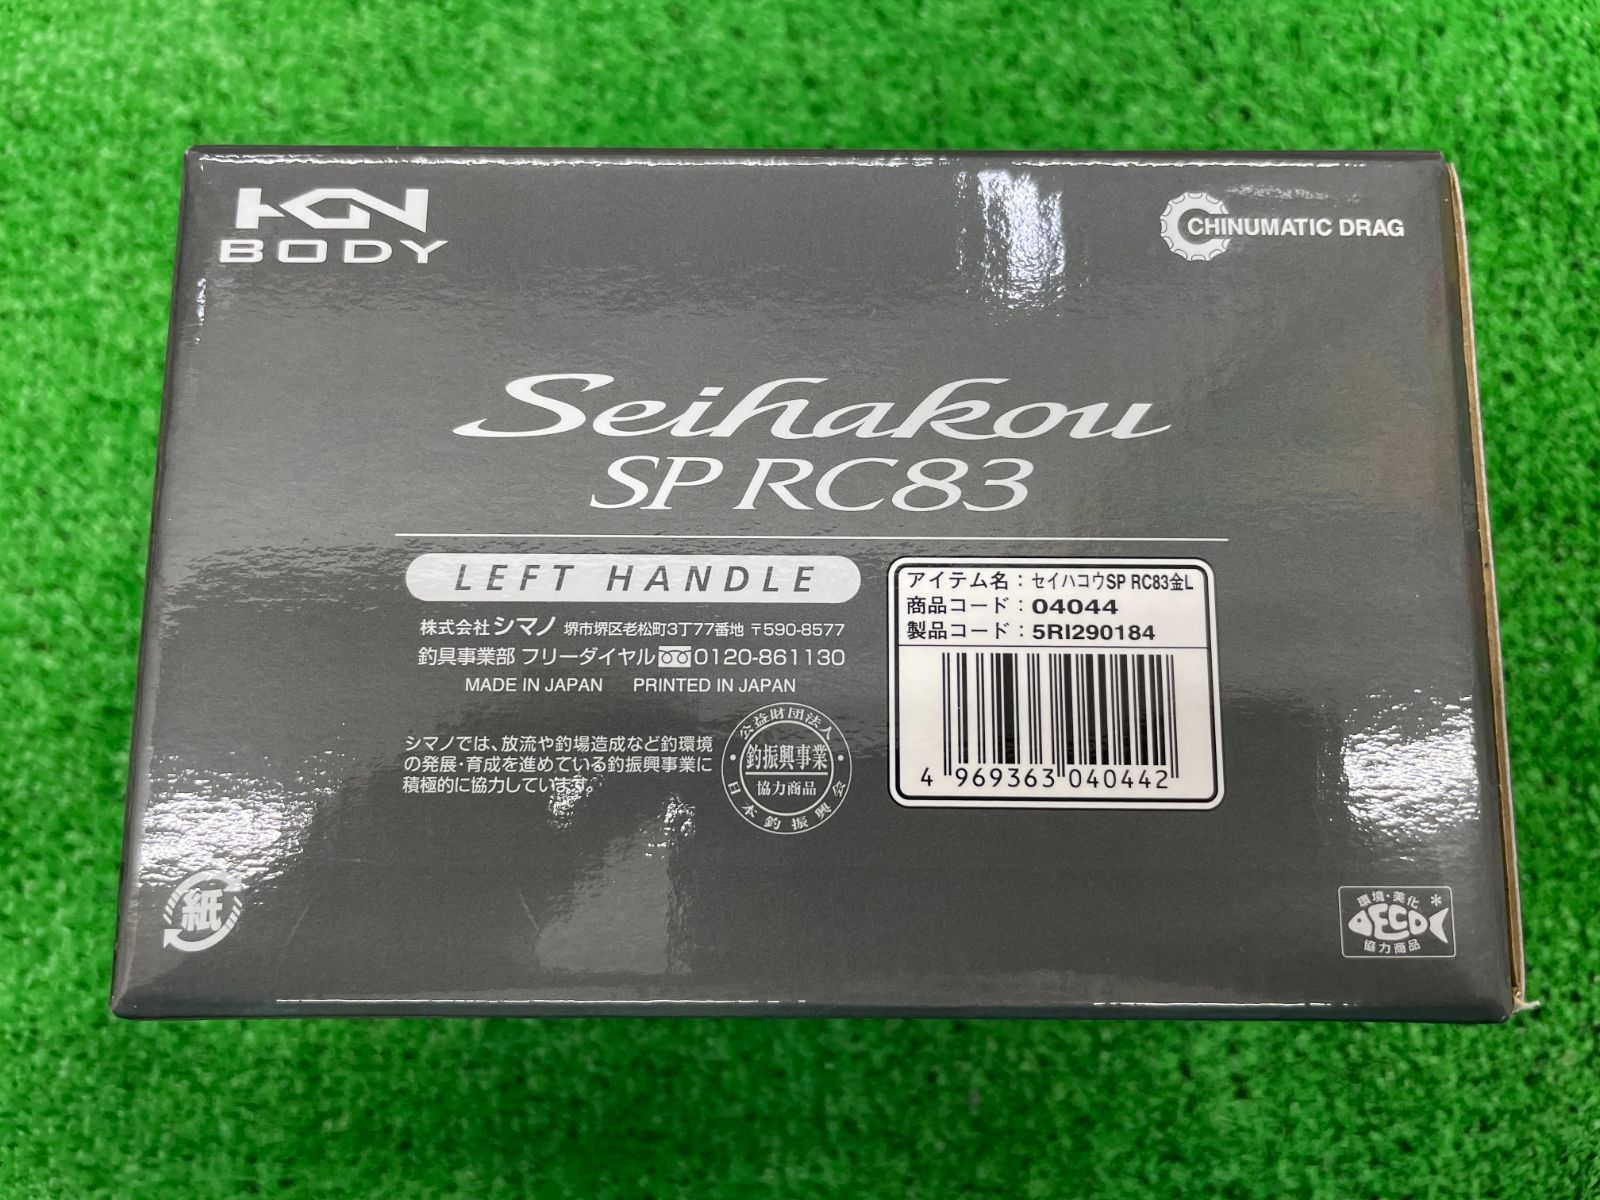 HGN
BODY
CHINUMATIC DRAG
Seihakou
SP RC83
LEFT HANDLE
株式会社 シマノ 堺市堺区老松町3丁77番地 〒590-8577
釣具事業部 フリーダイヤル 0120-861130
MADE IN JAPAN PRINTED IN JAPAN
シマノでは、放流や釣場造成など釣環境
の発展・育成を進めている釣振興事業に
積極的に協力しています。
公益財団法人
釣振興事業
協力商品
日本釣振興会
アイテム名：セイハコウSP RC83金L
商品コード：04044
製品コード：5RI290184
4 969363 040442
紙
環境・美化
DECO
協力商品